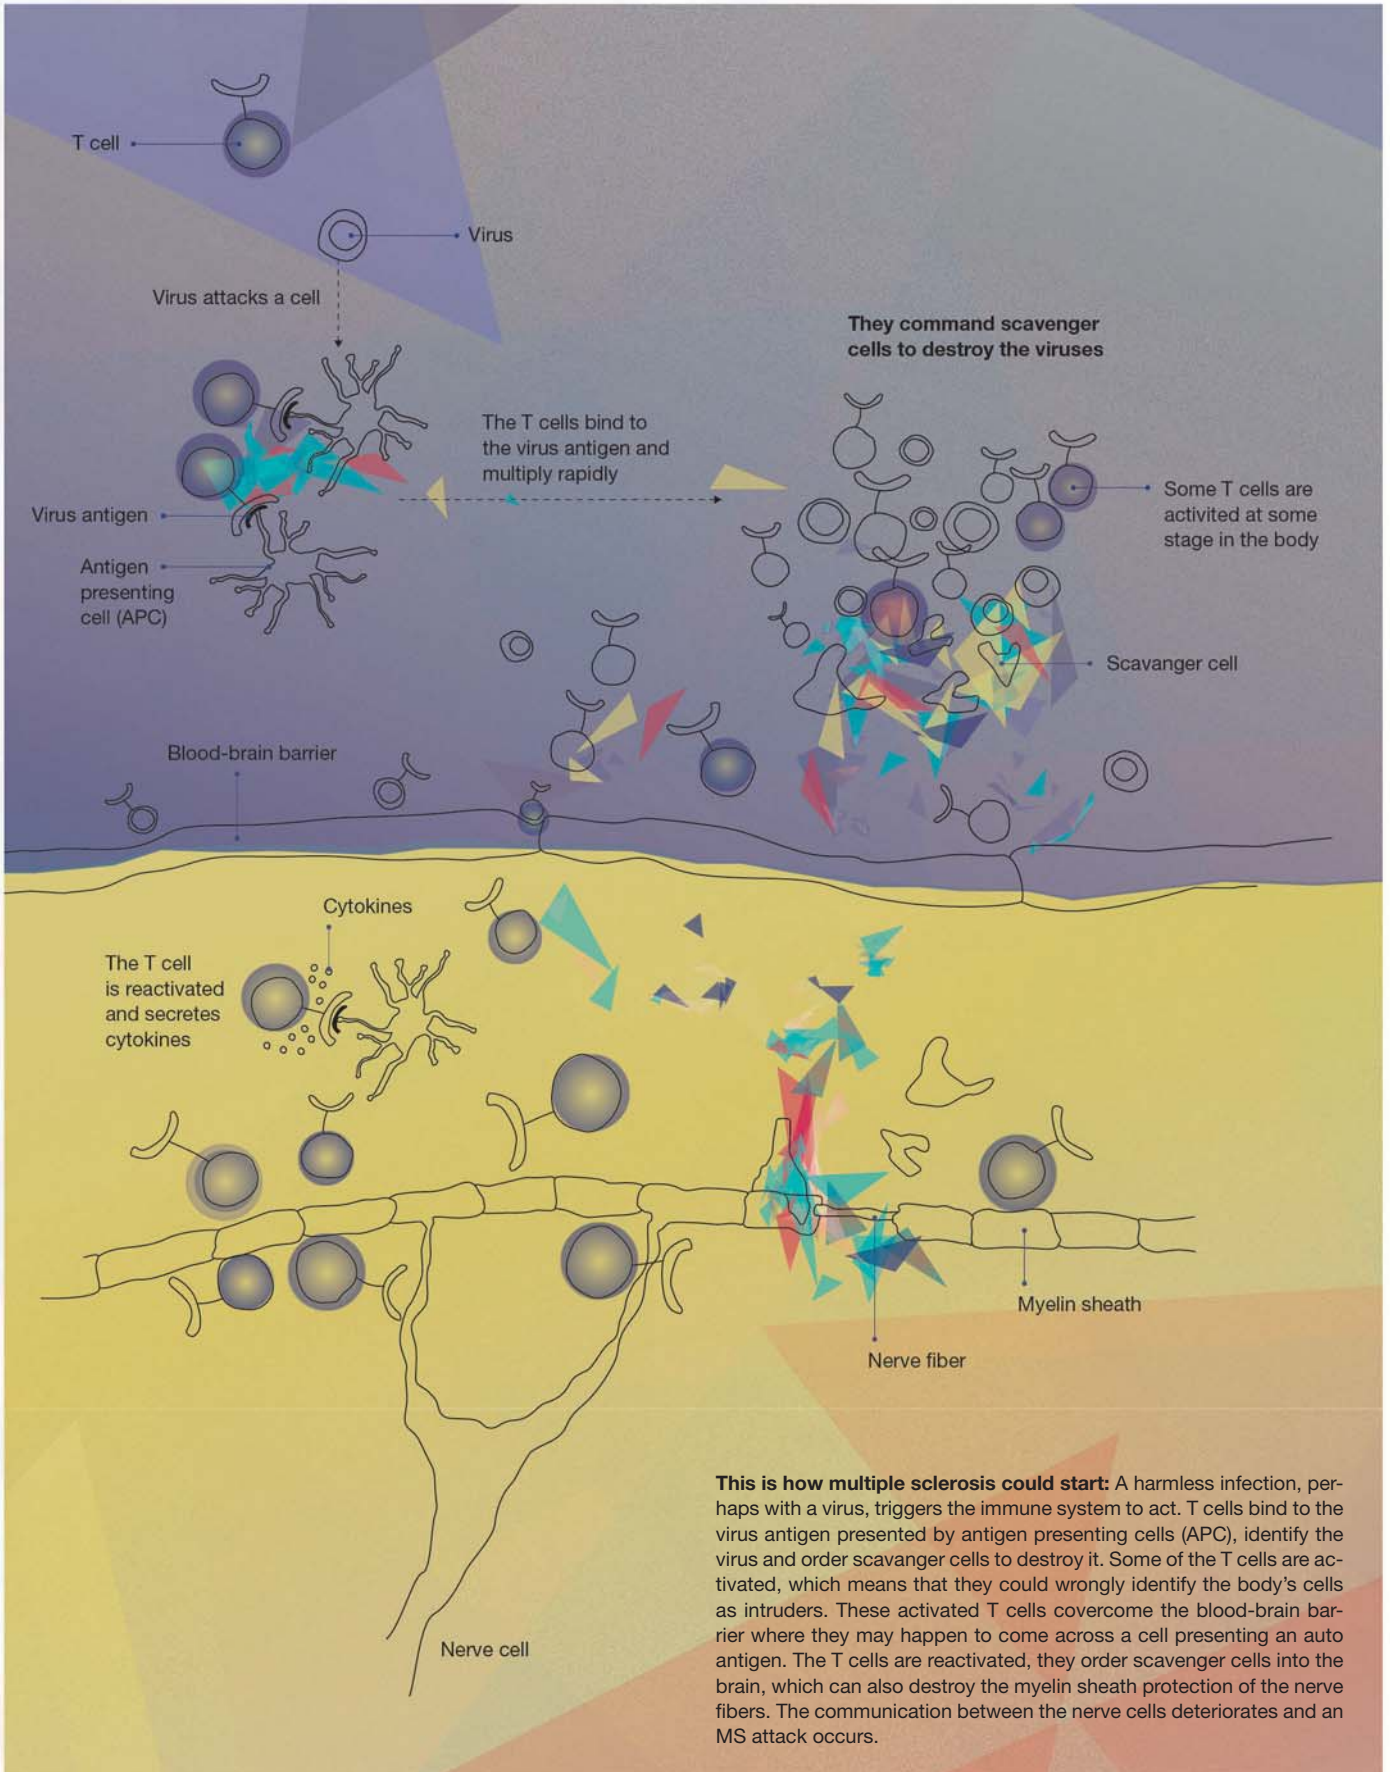 T cell
Virus
Virus attacks a cell
They command scavenger
cells to destroy the viruses
The T cells bind to
the virus antigen and
multiply rapidly
Some T cells are
activited at some
stage in the body
Virus antigen
Antigen
presenting
cell (APC)
Scavanger cell
Blood-brain barrier
Cytokines
The T cell
is reactivated
and secretes
cytokines
Myelin sheath
Nerve fiber
Nerve cell
This is how multiple sclerosis could start: A harmless infection, per-
haps with a virus, triggers the immune system to act. T cells bind to the
virus antigen presented by antigen presenting cells (APC), identify the
virus and order scavanger cells to destroy it. Some of the T cells are ac-
tivated, which means that they could wrongly identify the body's cells
as intruders. These activated T cells covercome the blood-brain bar-
rier where they may happen to come across a cell presenting an auto
antigen. The T cells are reactivated, they order scavenger cells into the
brain, which can also destroy the myelin sheath protection of the nerve
fibers. The communication between the nerve cells deteriorates and an
MS attack occurs.